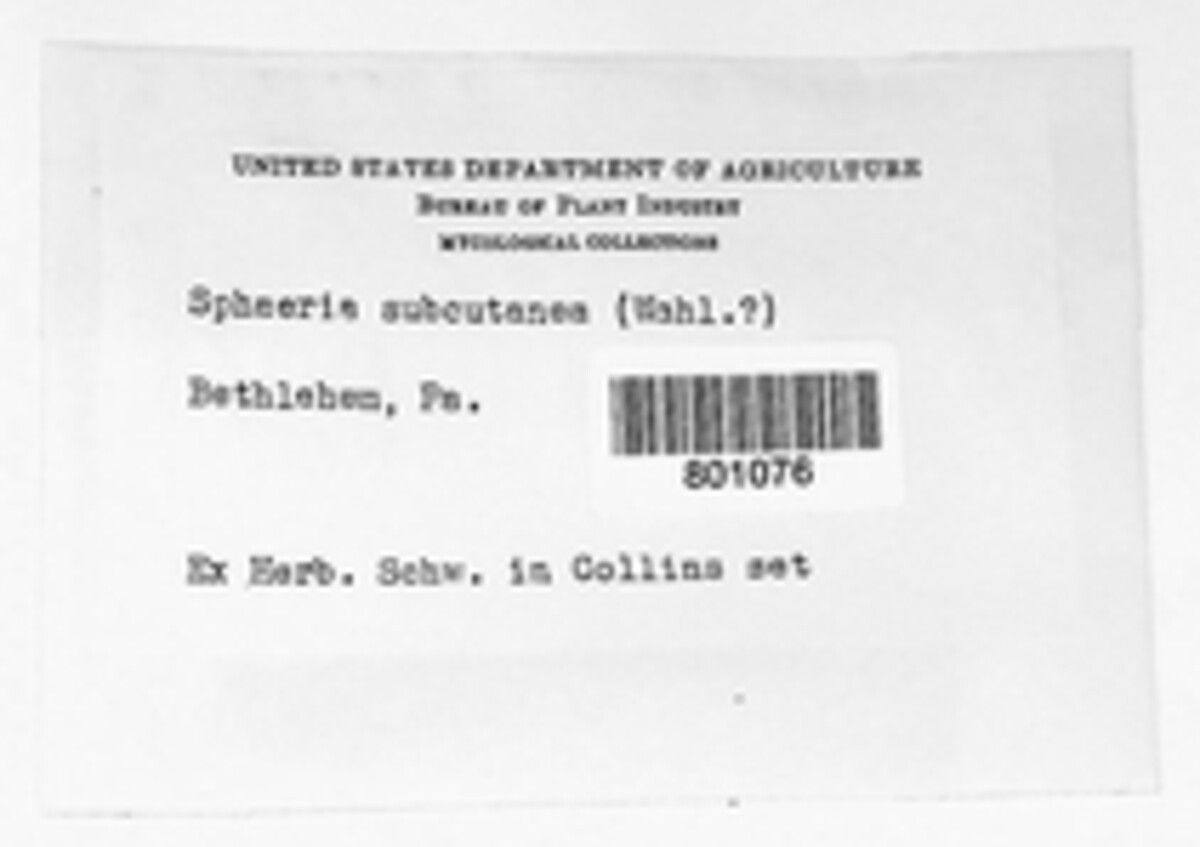 UNITED STATES DEPARTMENT OF AGRICULTURE
BUREAU OF PLANT INDUSTRY
MYCOLOGICAL COLLECTIONS
Sphaeria subcutanea (Wahl.?)
Bethlehem, Pa.
801076
Ex Herb. Schw. in Collins set